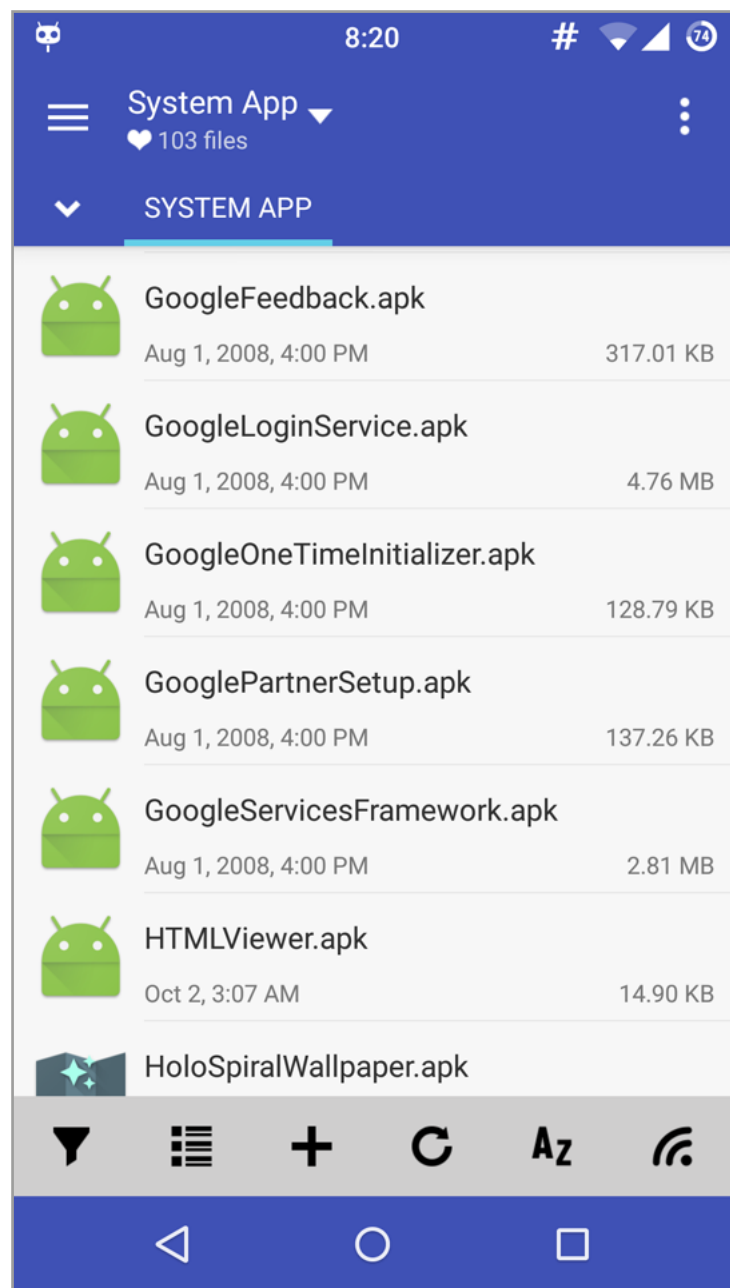 8:20
#
74
System App
103 files
SYSTEM APP
GoogleFeedback.apk
Aug 1, 2008, 4:00 PM 317.01 KB
GoogleLoginService.apk
Aug 1, 2008, 4:00 PM 4.76 MB
GoogleOneTimeInitializer.apk
Aug 1, 2008, 4:00 PM 128.79 KB
GooglePartnerSetup.apk
Aug 1, 2008, 4:00 PM 137.26 KB
GoogleServicesFramework.apk
Aug 1, 2008, 4:00 PM 2.81 MB
HTMLViewer.apk
Oct 2, 3:07 AM 14.90 KB
HoloSpiralWallpaper.apk
AZ